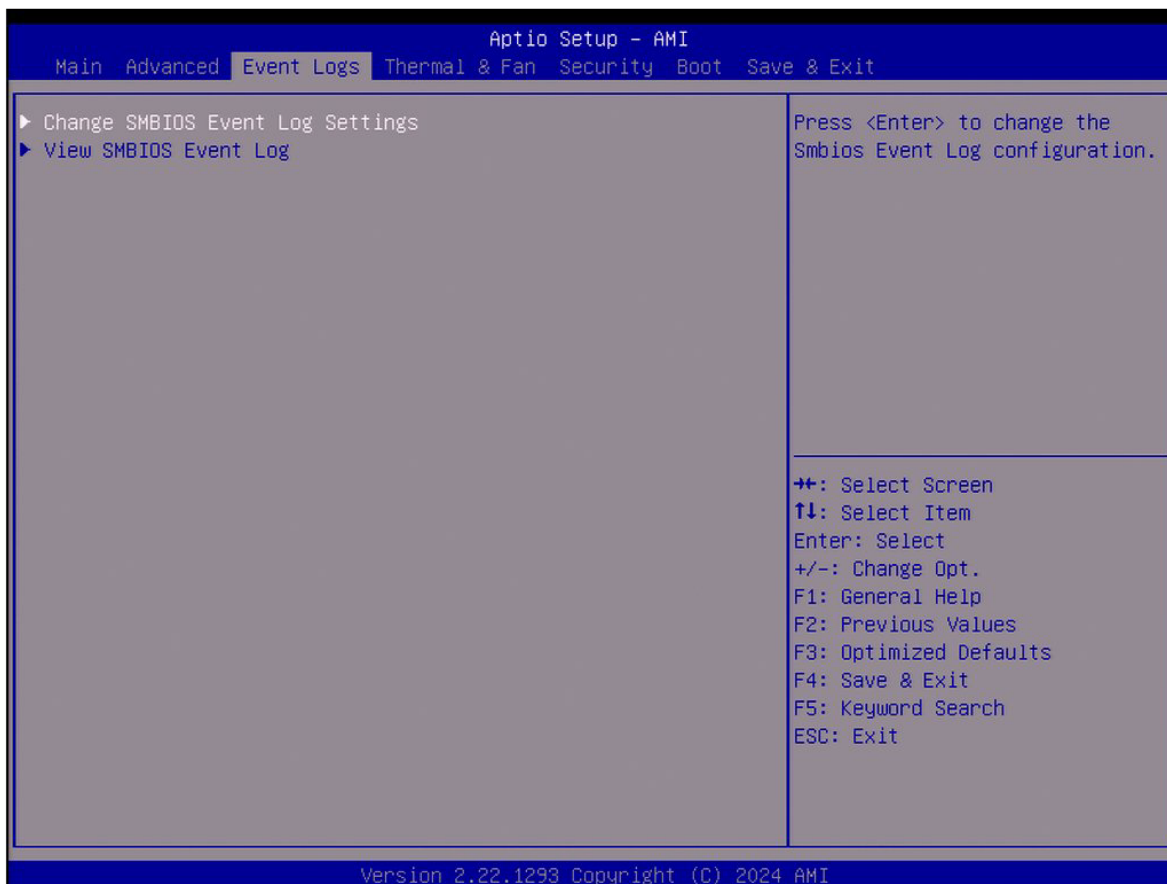 Aptio Setup – AMI
Main Advanced Event Logs Thermal & Fan Security Boot Save & Exit
▶ Change SMBIOS Event Log Settings
▶ View SMBIOS Event Log
Press <Enter> to change the
Smbios Event Log configuration.
→←: Select Screen
↑↓: Select Item
Enter: Select
+/-: Change Opt.
F1: General Help
F2: Previous Values
F3: Optimized Defaults
F4: Save & Exit
F5: Keyword Search
ESC: Exit
Version 2.22.1293 Copyright (C) 2024 AMI